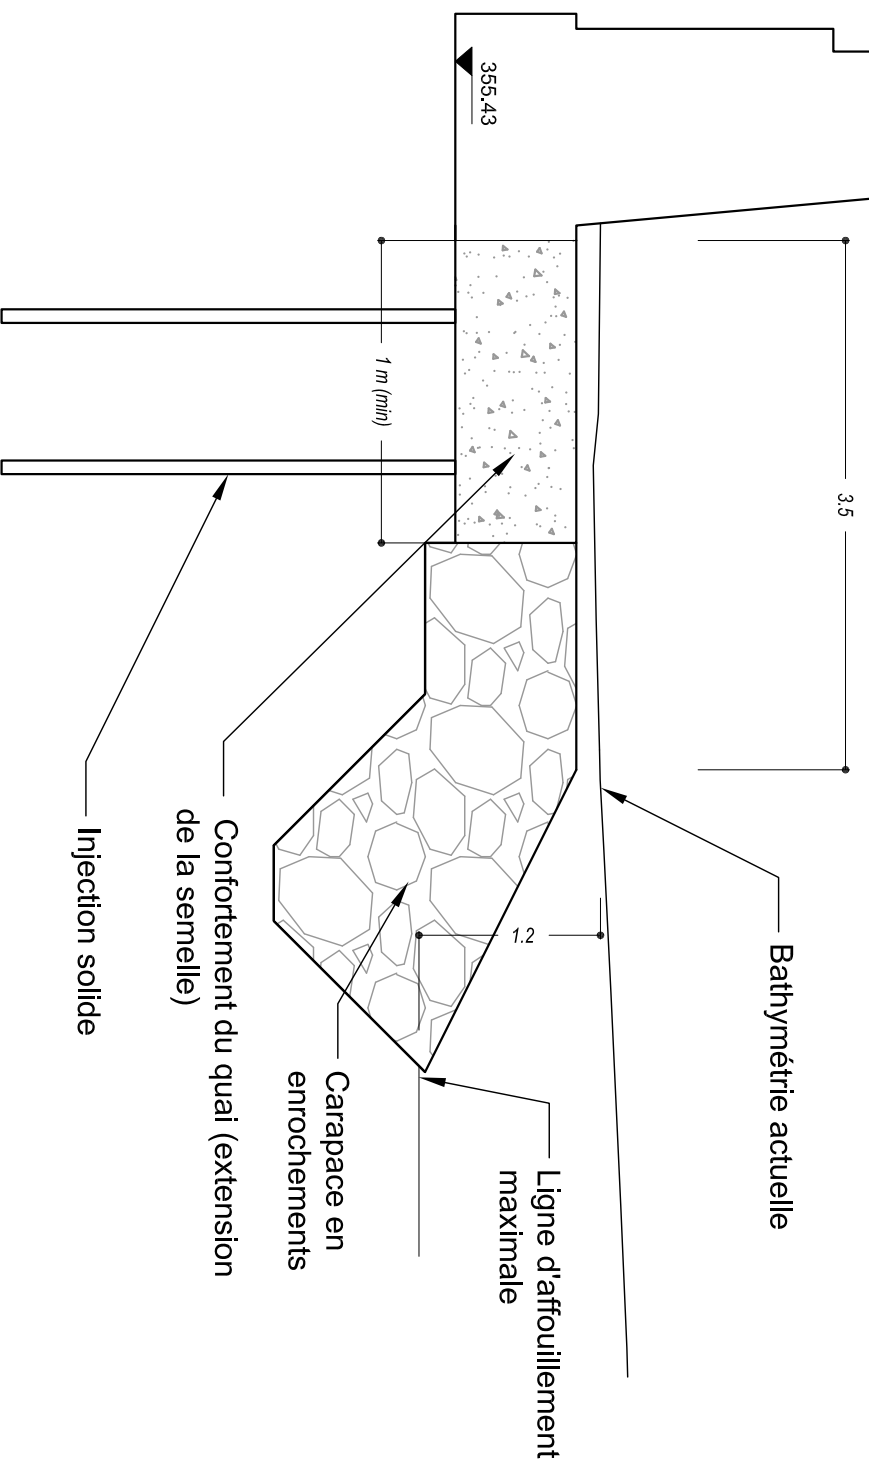 355.43
1 m (min)
3.5
1.2
Bathymétrie actuelle
Ligne d'affouillement
maximale
Carapace en
enrochements
Confortement du quai (extension
de la semelle)
Injection solide